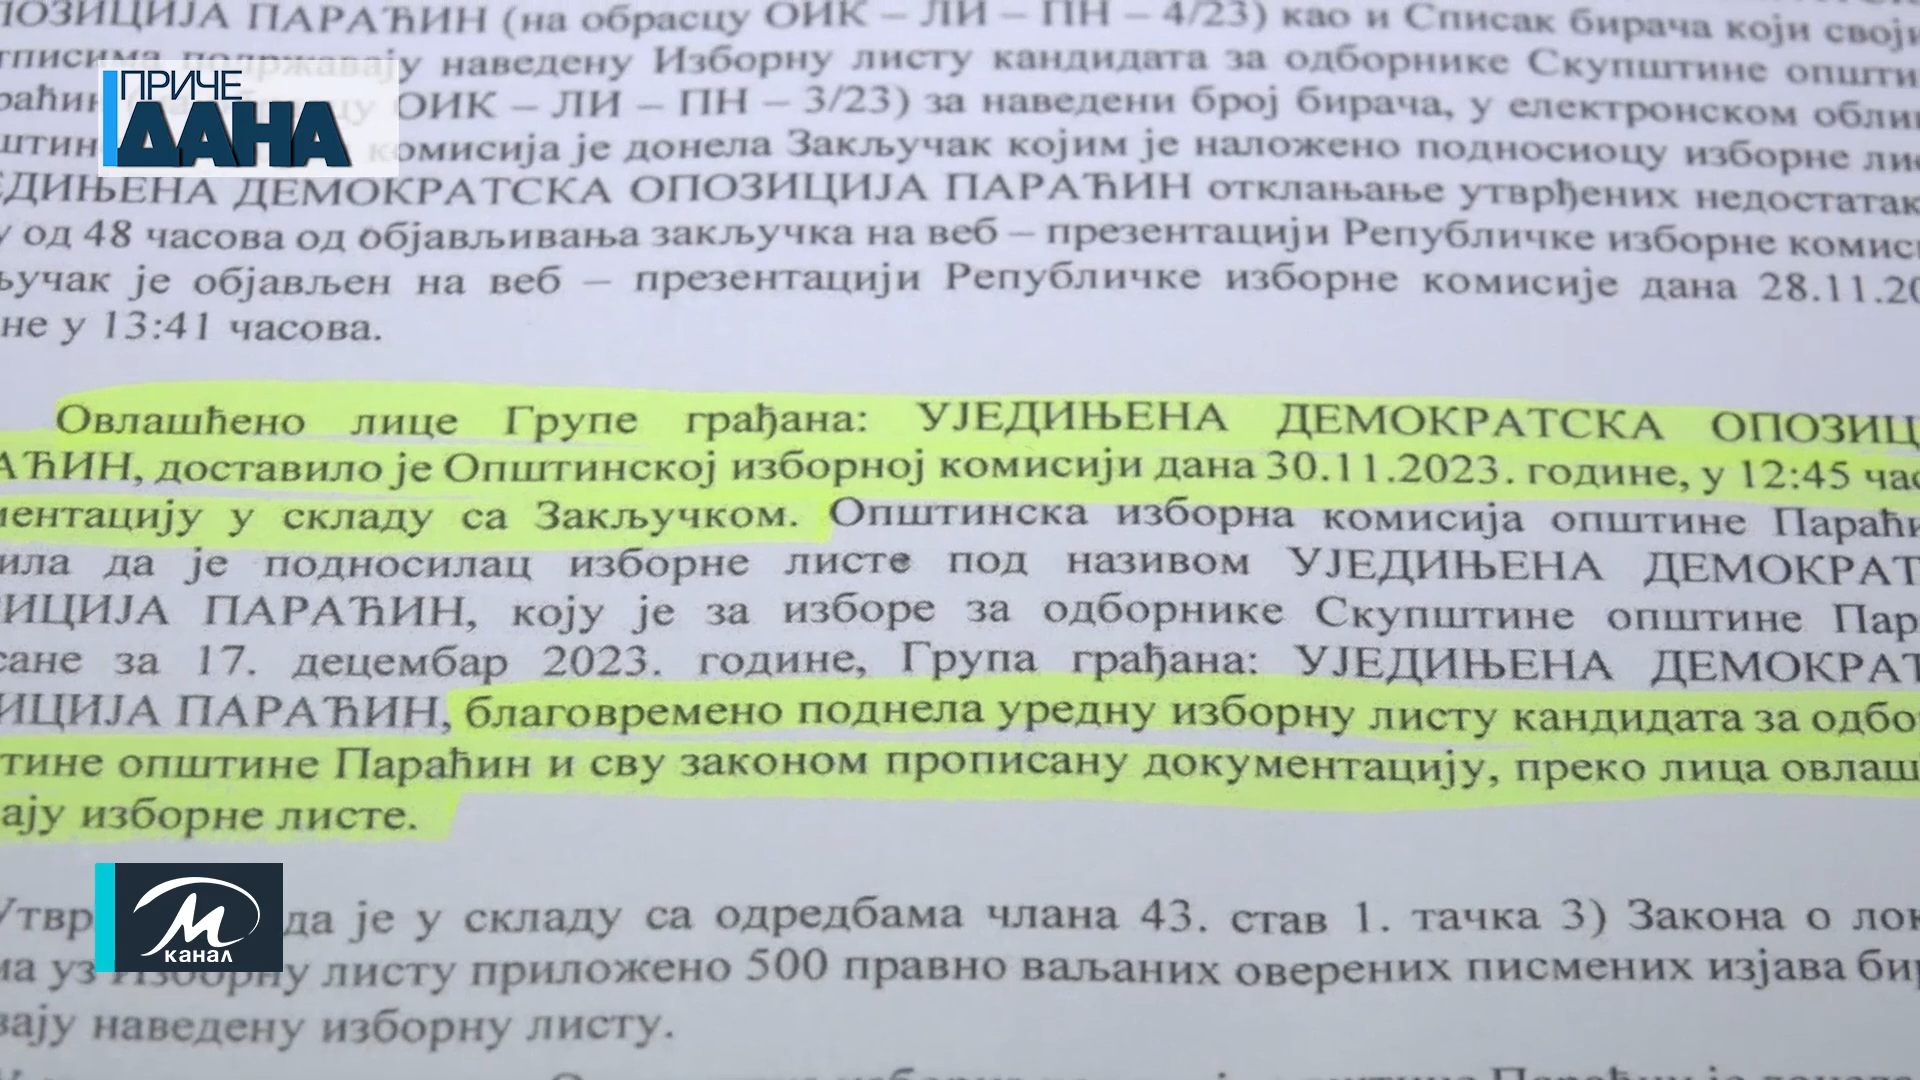 ПОЗИЦИЈА ПАРАЋИН (на обрасцу ОИК – ЛИ – ПН – 4/23) као и Списак бирача који своји
тписима подржавају наведену Изборну листу кандидата за одборнике Скупштине општи
ПРИЧЕ
ДАНА
ОИК – ЛИ – ПН – 3/23) за наведени број бирача, у електронском обли
штин комисија је донела Закључак којим је наложено подносиоцу изборне ли
ЕДИЊЕНА ДЕМОКРАТСКА ОПОЗИЦИЈА ПАРАЋИН отклањање утврђених недостатак
у од 48 часова од објављивања закључка на веб – презентацији Републичке изборне комис
ључак је објављен на веб – презентацији Републичке изборне комисије дана 28.11.20
не у 13:41 часова.
Овлашћено лице Групе грађана: УЈЕДИЊЕНА ДЕМОКРАТСКА ОПОЗИЦ
АЋИН, доставило је Општинској изборној комисији дана 30.11.2023. године, у 12:45 час
ментацију у складу са Закључком. Општинска изборна комисија општине Параћи
ила да је подносилац изборне листе под називом УЈЕДИЊЕНА ДЕМОКРАТ
ИЦИЈА ПАРАЋИН, коју је за изборе за одборнике Скупштине општине Пар
сане за 17. децембар 2023. године, Група грађана: УЈЕДИЊЕНА ДЕМОКРАТ
ИЦИЈА ПАРАЋИН, благовремено поднела уредну изборну листу кандидата за одбо
тине општине Параћин и сву законом прописану документацију, преко лица овлаш
ају изборне листе.
Утвр да је у складу са одредбама члана 43. став 1. тачка 3) Закона о лок
ма уз Изборну листу приложено 500 правно ваљаних оверених писмених изјава бир
вају наведену изборну листу.
М
КАНАЛ